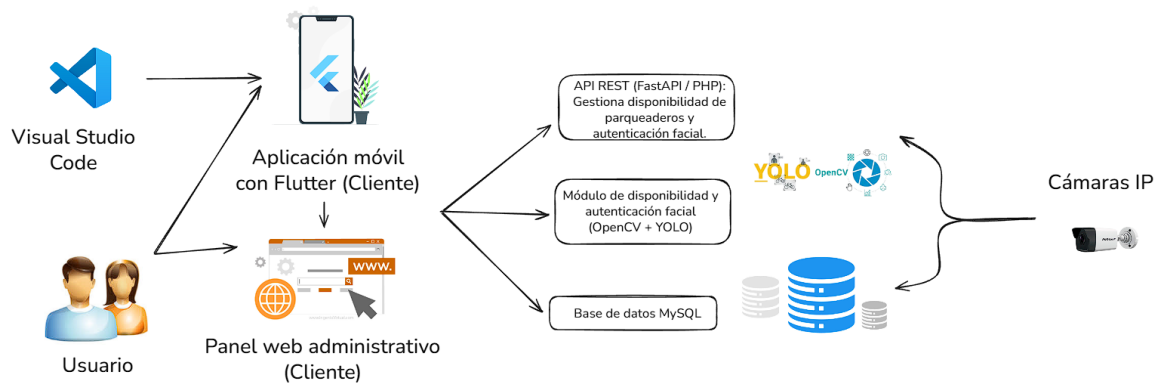 Visual Studio
Code
Aplicación móvil
con Flutter (Cliente)
Usuario
www.
Panel web administrativo
(Cliente)
API REST (FastAPI / PHP):
Gestiona disponibilidad de
parqueaderos y
autenticación facial.
Módulo de disponibilidad y
autenticación facial
(OpenCV + YOLO)
Base de datos MySQL
YOLO
OpenCV
Cámaras IP